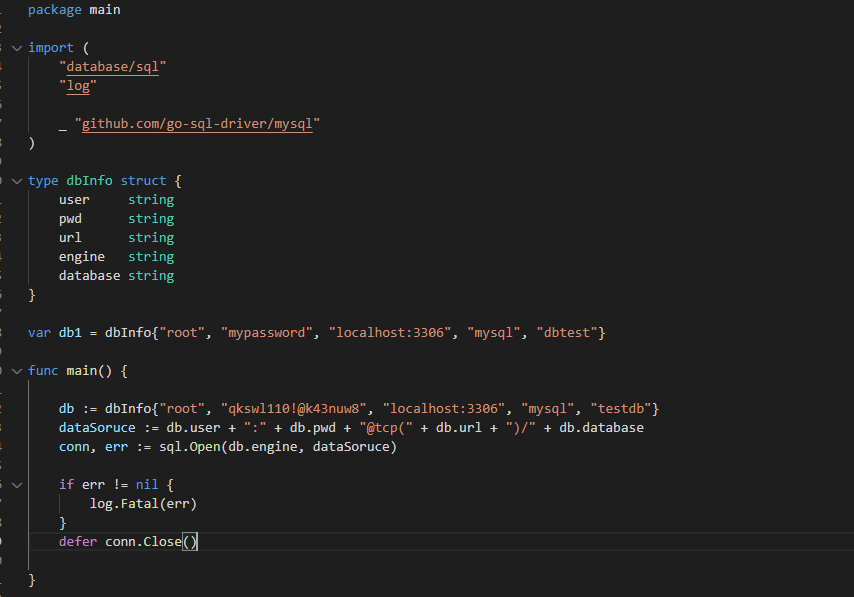 package main
import (
"database/sql"
"log"
_ "github.com/go-sql-driver/mysql"
)
type dbInfo struct {
user     string
pwd      string
url      string
engine   string
database string
}
var db1 = dbInfo{"root", "mypassword", "localhost:3306", "mysql", "dbtest"}
func main() {
db := dbInfo{"root", "qkswl110!@k43nuw8", "localhost:3306", "mysql", "testdb"}
dataSoruce := db.user + ":" + db.pwd + "@tcp(" + db.url + ")/" + db.database
conn, err := sql.Open(db.engine, dataSoruce)
if err != nil {
log.Fatal(err)
}
defer conn.Close()
}